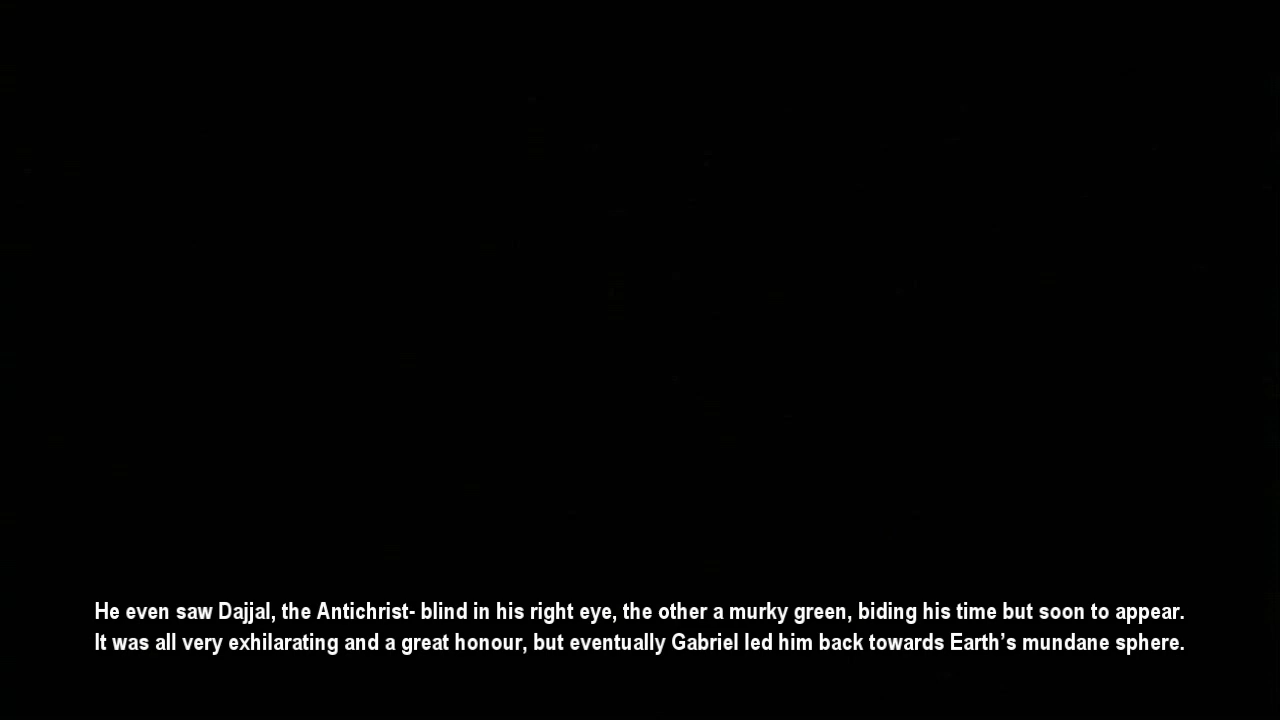 He even saw Dajjal, the Antichrist- blind in his right eye, the other a murky green, biding his time but soon to appear.
It was all very exhilarating and a great honour, but eventually Gabriel led him back towards Earth’s mundane sphere.